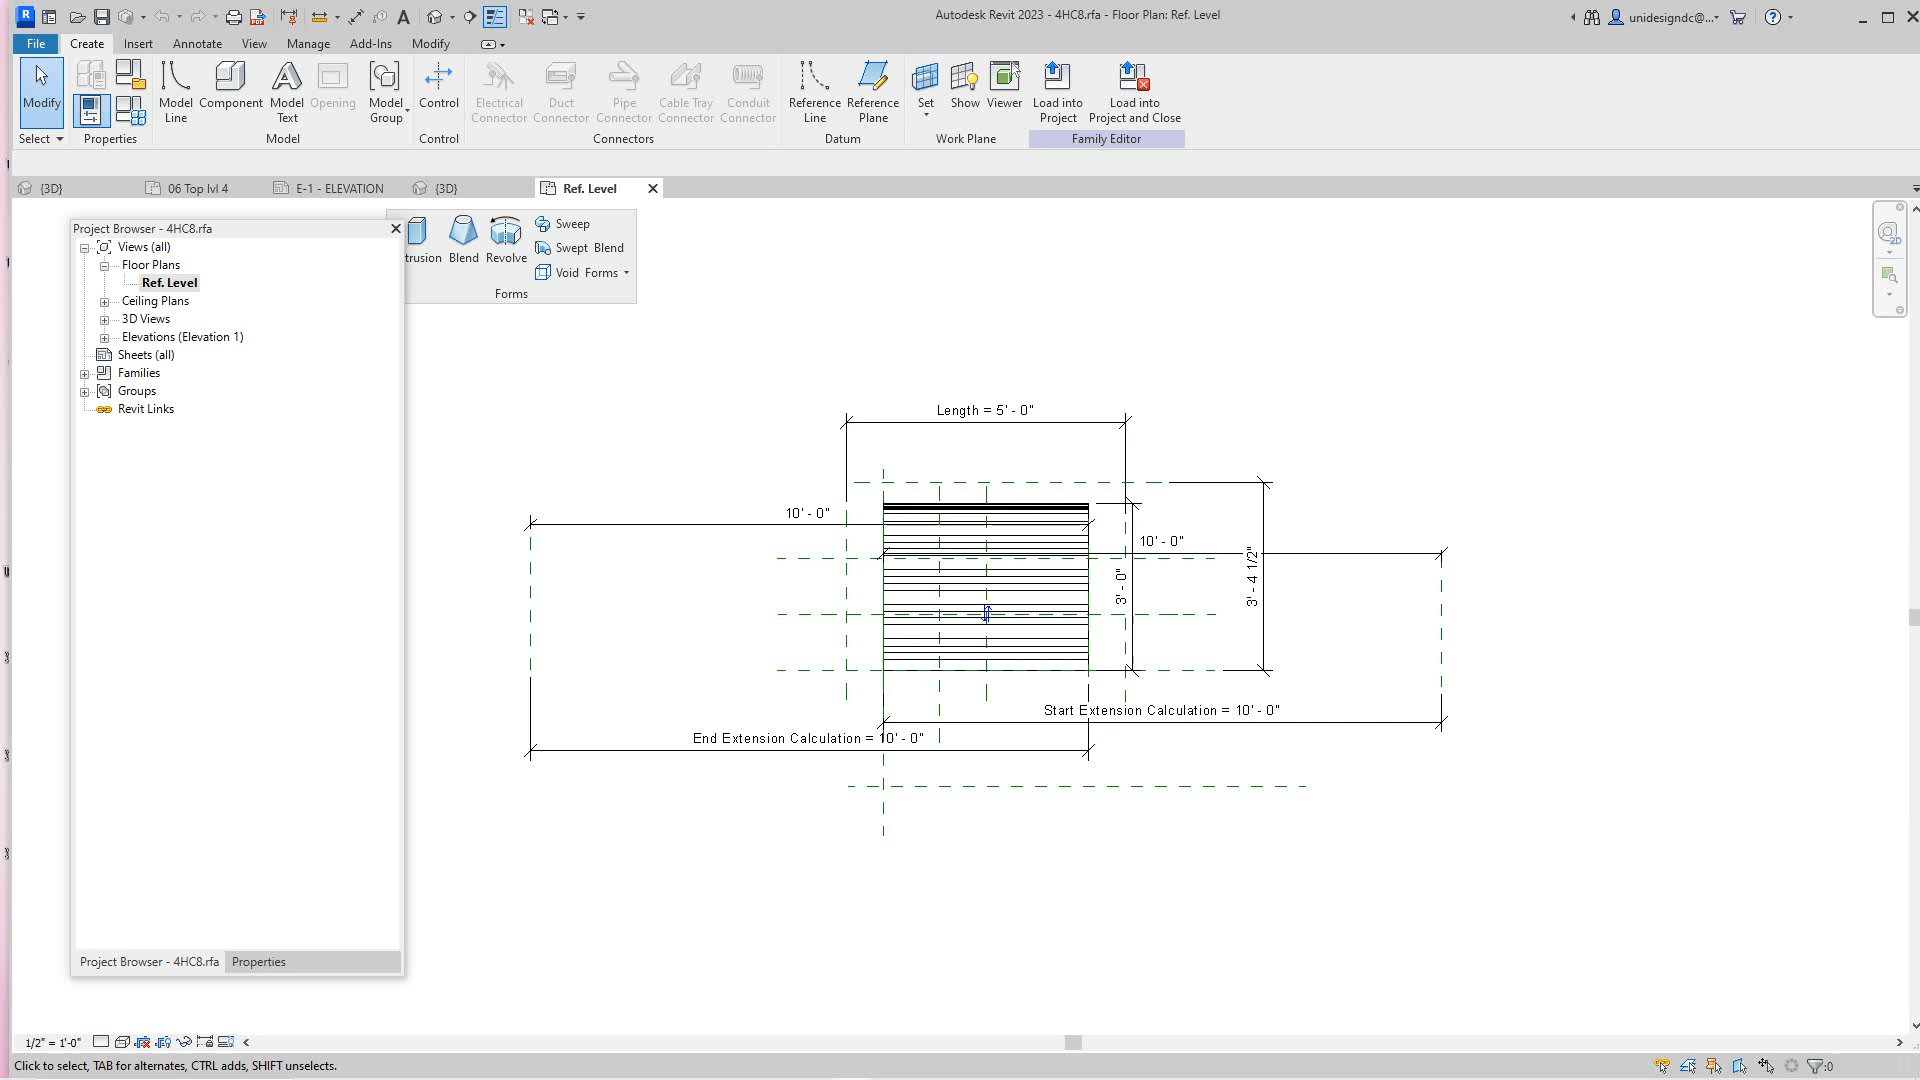 Autodesk Revit 2023 - 4HC8.rfa - Floor Plan: Ref. Level
unidesigndc@...
File Create Insert Annotate View Manage Add-Ins Modify
Modify
Model Line
Component
Model Text
Opening
Model Group
Control
Electrical Connector
Duct Connector
Pipe Connector
Cable Tray Connector
Conduit Connector
Reference Line
Reference Plane
Set
Show
Viewer
Load into Project
Load into Project and Close
Select Properties Model Control Connectors Datum Work Plane Family Editor
{3D} 06 Top lvl 4 E-1 - ELEVATION {3D} Ref. Level
Project Browser - 4HC8.rfa
Views (all)
Floor Plans
Ref. Level
Ceiling Plans
3D Views
Elevations (Elevation 1)
Sheets (all)
Families
Groups
Revit Links
Project Browser - 4HC8.rfa Properties
trusion Blend Revolve
Sweep
Swept Blend
Void Forms
Forms
Length = 5' - 0"
10' - 0"
10' - 0"
3' - 0"
3' - 4 1/2"
Start Extension Calculation = 10' - 0"
End Extension Calculation = 10' - 0"
1/2" = 1'-0"
Click to select, TAB for alternates, CTRL adds, SHIFT unselects.
:0